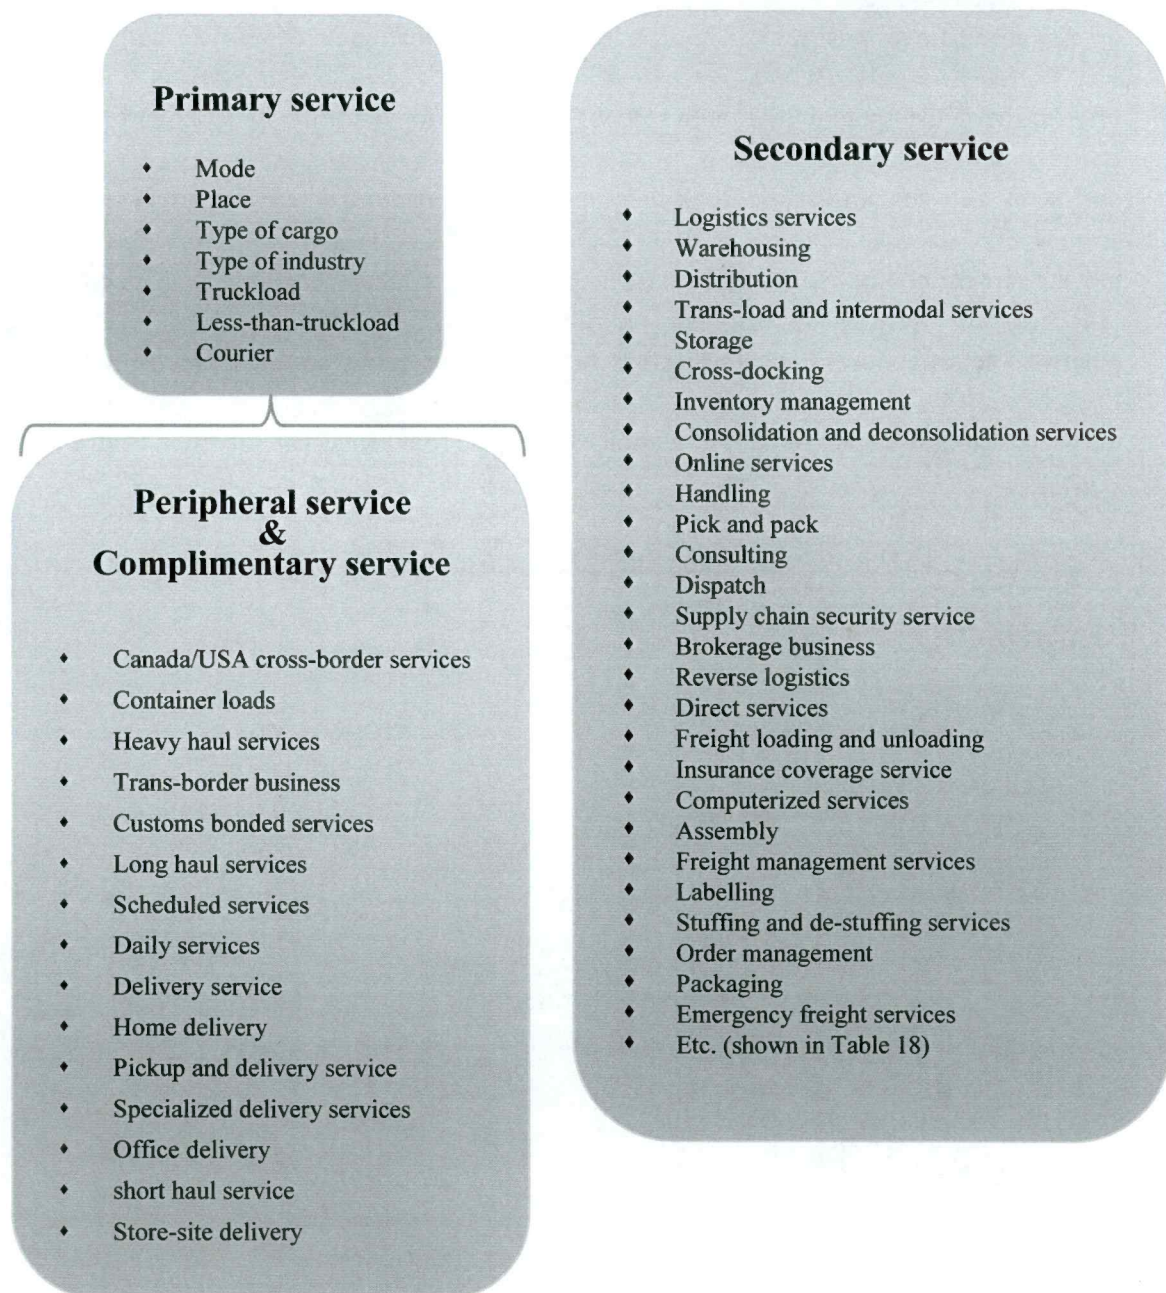 Primary service
♦ Mode
♦ Place
♦ Type of cargo
♦ Type of industry
♦ Truckload
♦ Less-than-truckload
♦ Courier
Peripheral service
&
Complimentary service
♦ Canada/USA cross-border services
♦ Container loads
♦ Heavy haul services
♦ Trans-border business
♦ Customs bonded services
♦ Long haul services
♦ Scheduled services
♦ Daily services
♦ Delivery service
♦ Home delivery
♦ Pickup and delivery service
♦ Specialized delivery services
♦ Office delivery
♦ short haul service
♦ Store-site delivery
Secondary service
♦ Logistics services
♦ Warehousing
♦ Distribution
♦ Trans-load and intermodal services
♦ Storage
♦ Cross-docking
♦ Inventory management
♦ Consolidation and deconsolidation services
♦ Online services
♦ Handling
♦ Pick and pack
♦ Consulting
♦ Dispatch
♦ Supply chain security service
♦ Brokerage business
♦ Reverse logistics
♦ Direct services
♦ Freight loading and unloading
♦ Insurance coverage service
♦ Computerized services
♦ Assembly
♦ Freight management services
♦ Labelling
♦ Stuffing and de-stuffing services
♦ Order management
♦ Packaging
♦ Emergency freight services
♦ Etc. (shown in Table 18)